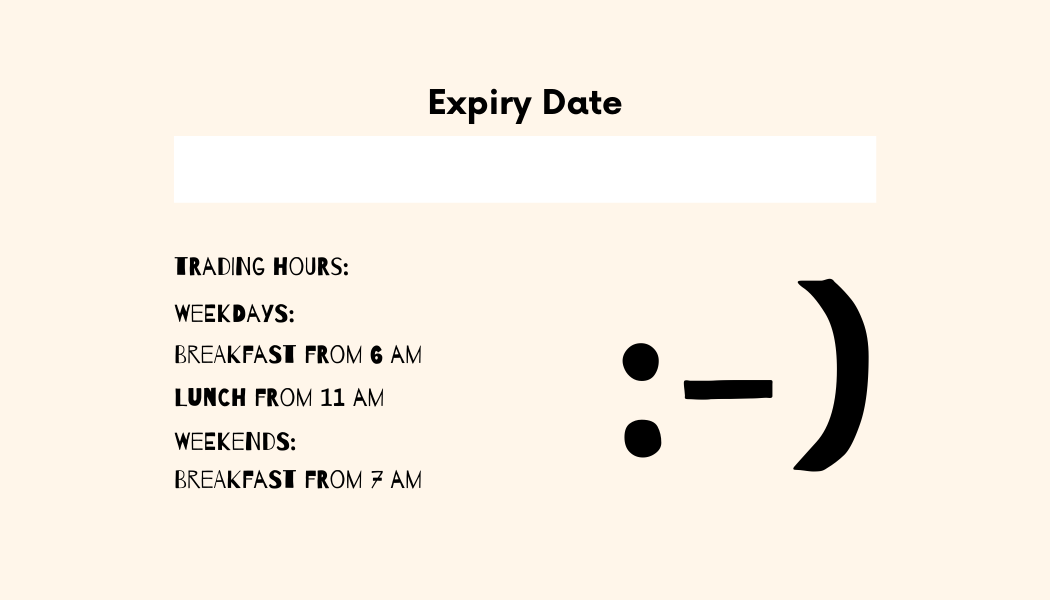 Expiry Date
TRADING HOURS:
WEEKDAYS:
BREAKFAST FROM 6 AM
LUNCH FROM 11 AM
WEEKENDS:
BREAKFAST FROM 7 AM
:-)